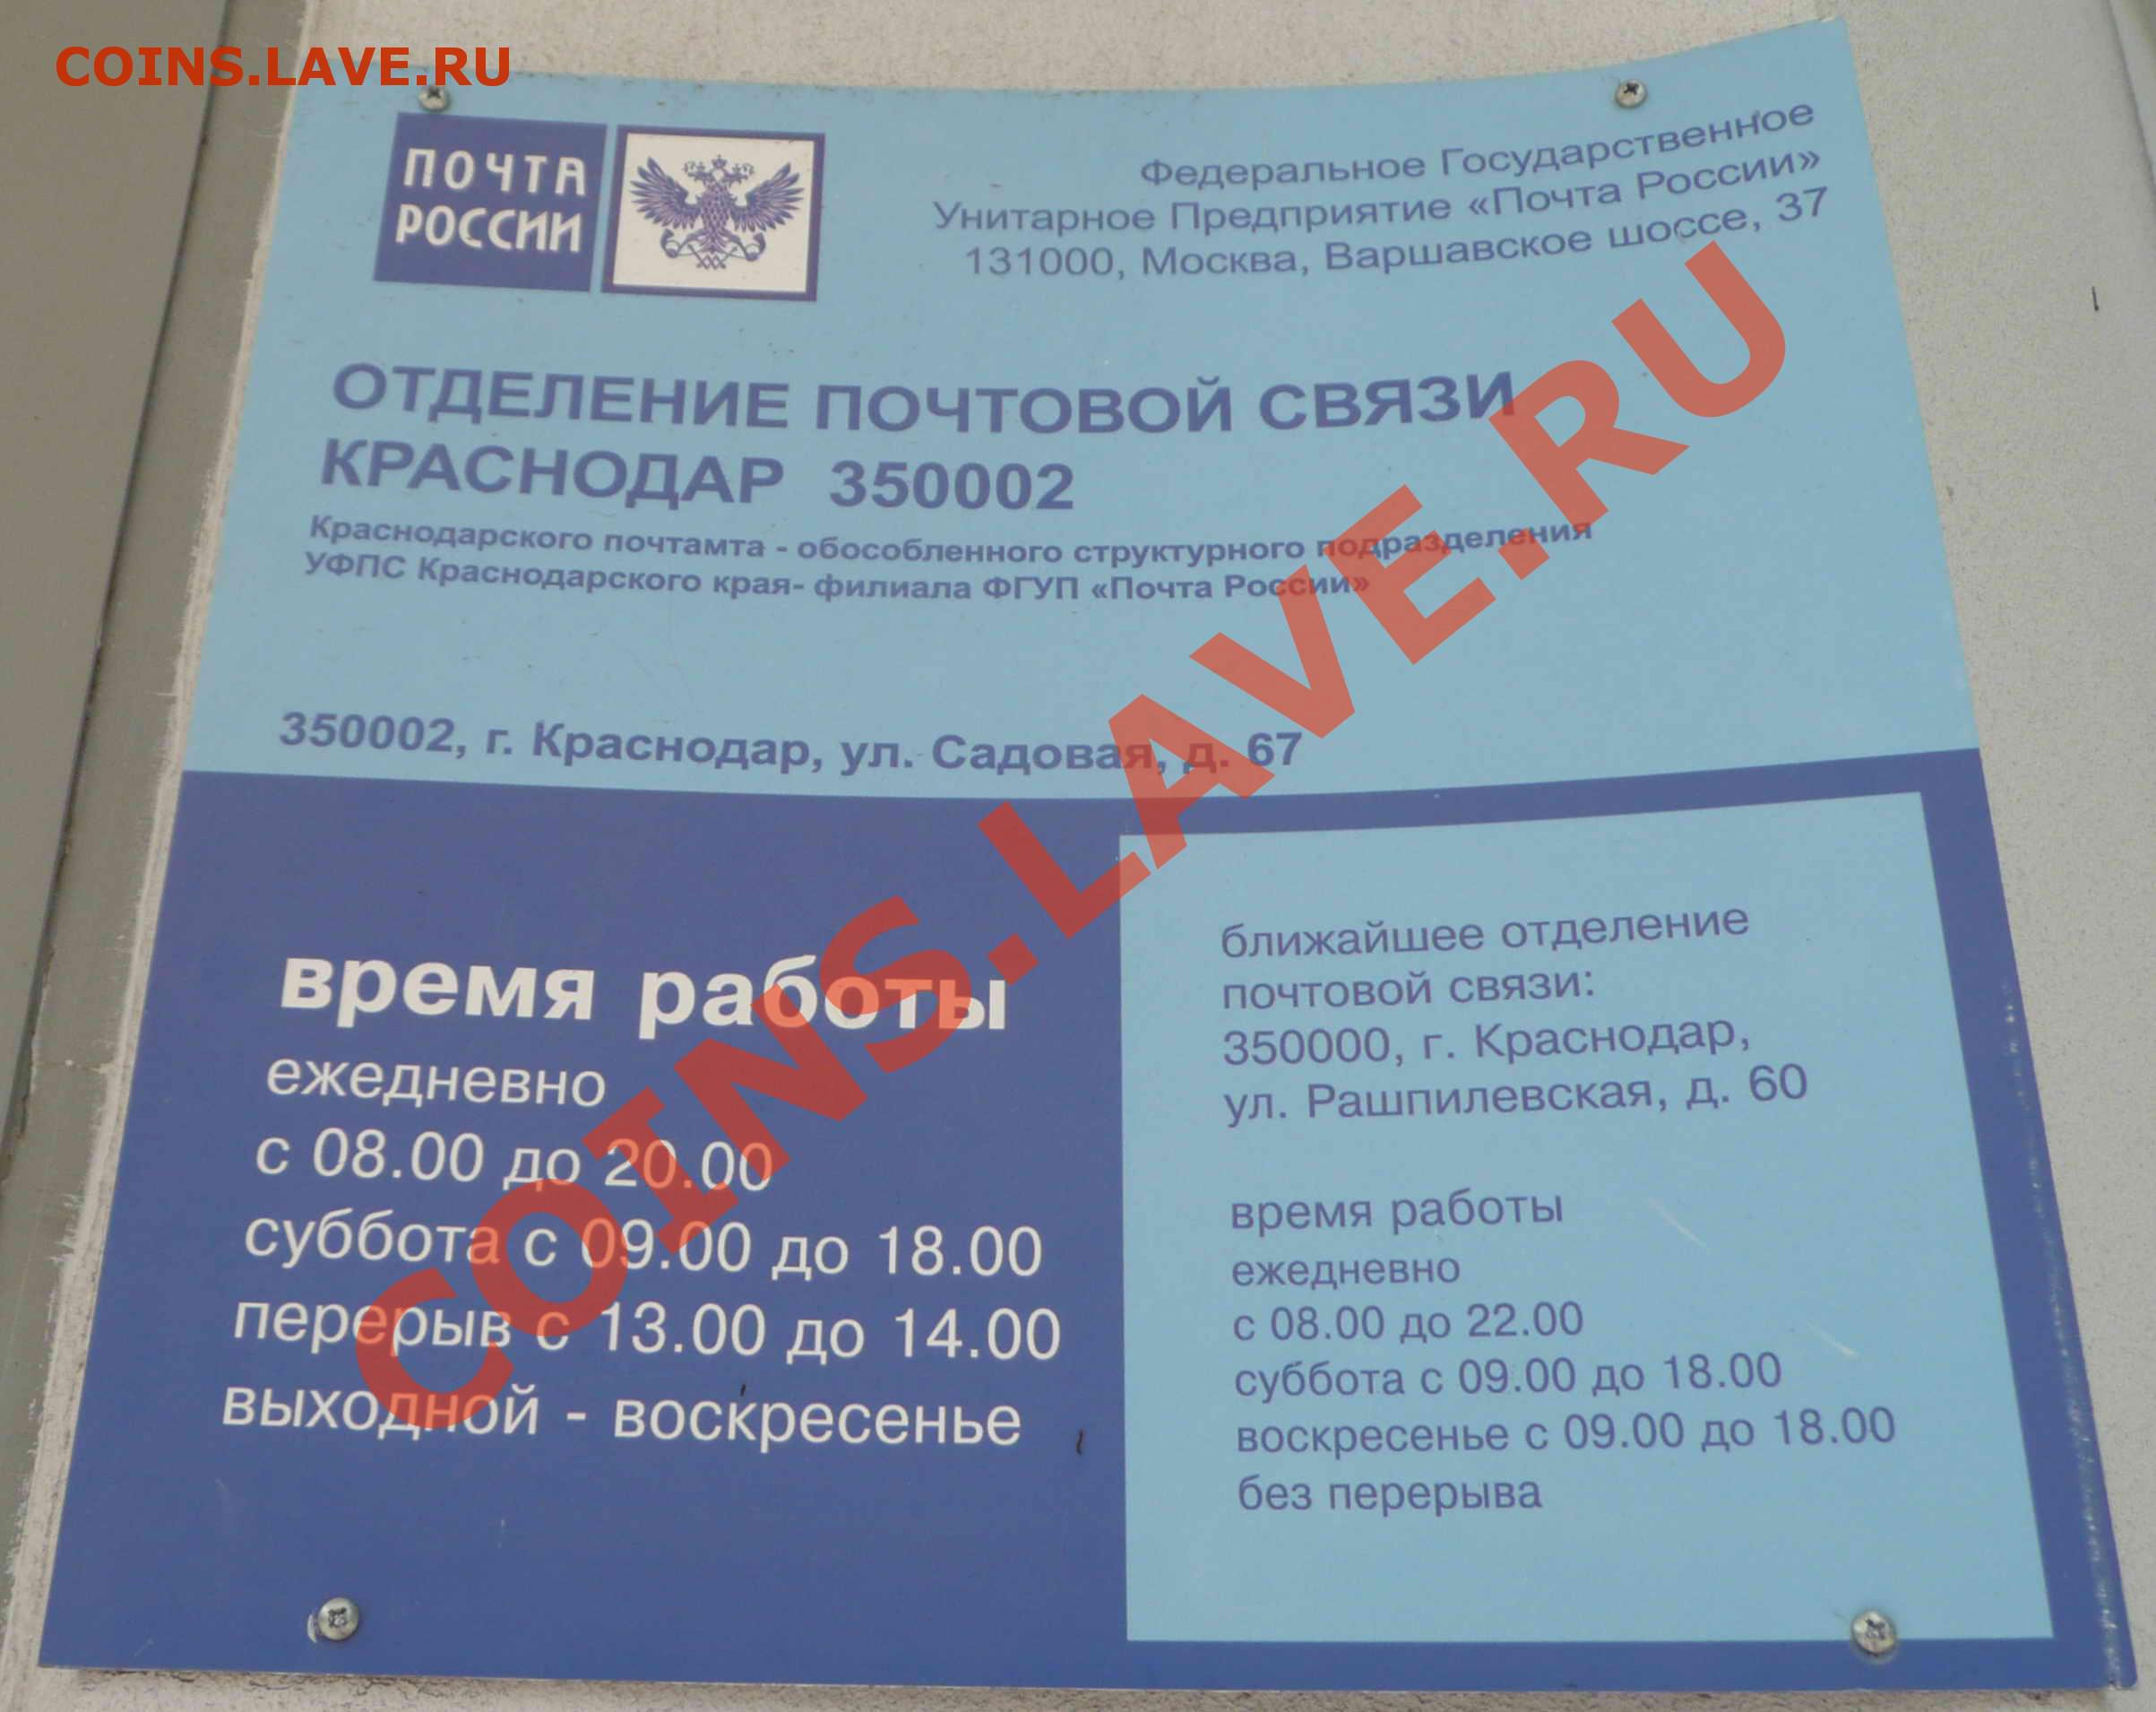 COINS.LAVE.RU
ПОЧТА
РОССИИ
Федеральное Государственное
Унитарное Предприятие «Почта России»
131000, Москва, Варшавское шоссе, 37
ОТДЕЛЕНИЕ ПОЧТОВОЙ СВЯЗИ
КРАСНОДАР 350002
Краснодарского почтамта - обособленного структурного подразделения
УФПС Краснодарского края- филиала ФГУП «Почта России»
350002, г. Краснодар, ул. Садовая, д. 67
время работы
ежедневно
с 08.00 до 20.00
суббота с 09.00 до 18.00
перерыв с 13.00 до 14.00
выходной - воскресенье
ближайшее отделение
почтовой связи:
350000, г. Краснодар,
ул. Рашпилевская, д. 60
время работы
ежедневно
с 08.00 до 22.00
суббота с 09.00 до 18.00
воскресенье с 09.00 до 18.00
без перерыва
COINS.LAVE.RU